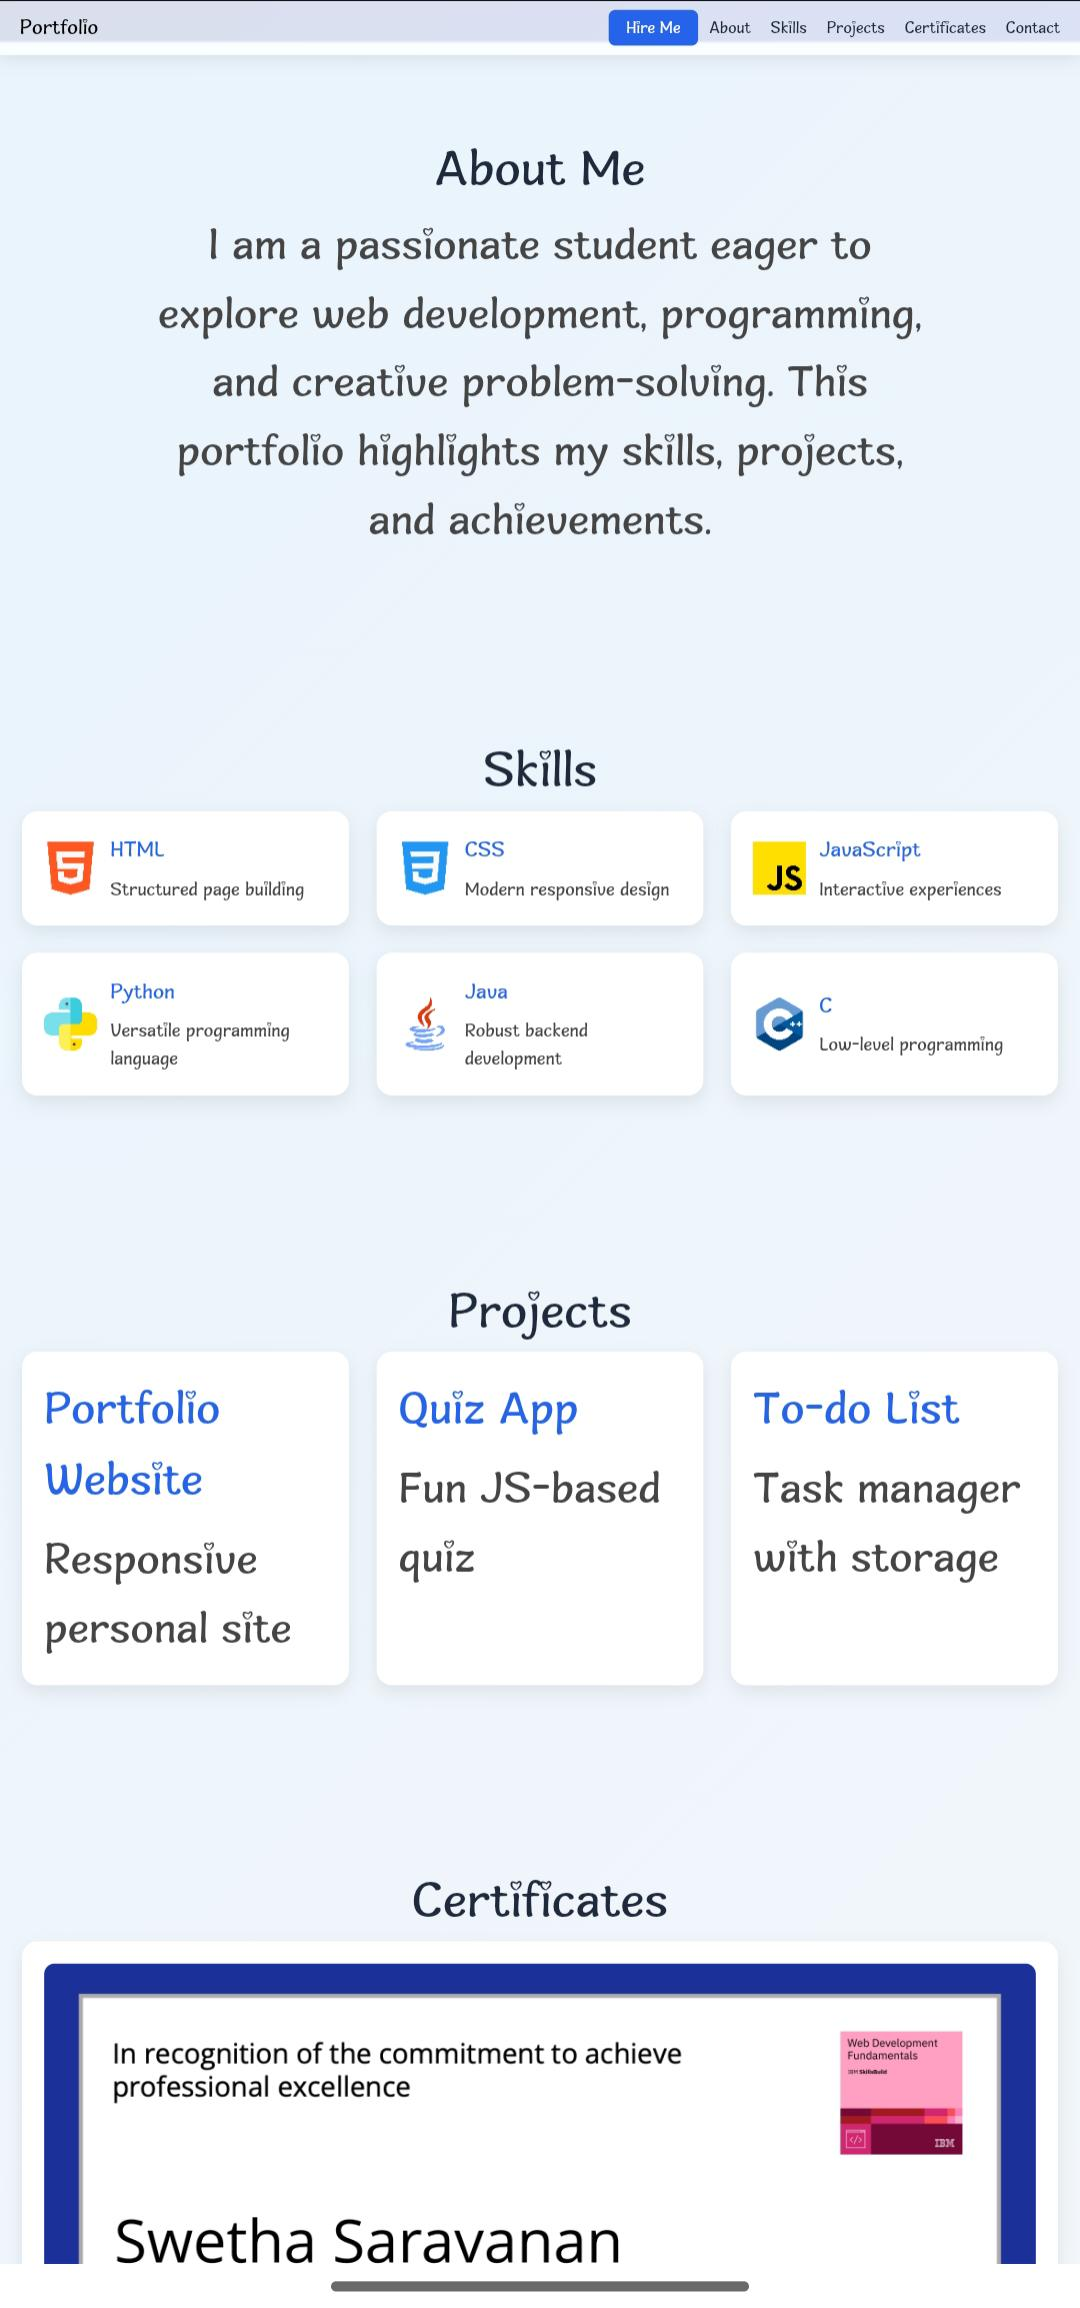 Portfolio
Hire Me About Skills Projects Certificates Contact
About Me
I am a passionate student eager to
explore web development, programming,
and creative problem-solving. This
portfolio highlights my skills, projects,
and achievements.
Skills
HTML
Structured page building
CSS
Modern responsive design
JS
JavaScript
Interactive experiences
Python
Versatile programming
language
Java
Robust backend
development
C++
C
Low-level programming
Projects
Portfolio
Website
Responsive
personal site
Quiz App
Fun JS-based
quiz
To-do List
Task manager
with storage
Certificates
In recognition of the commitment to achieve
professional excellence
Web Development
Fundamentals
IBM SkillsBuild
</>
IBM
Swetha Saravanan